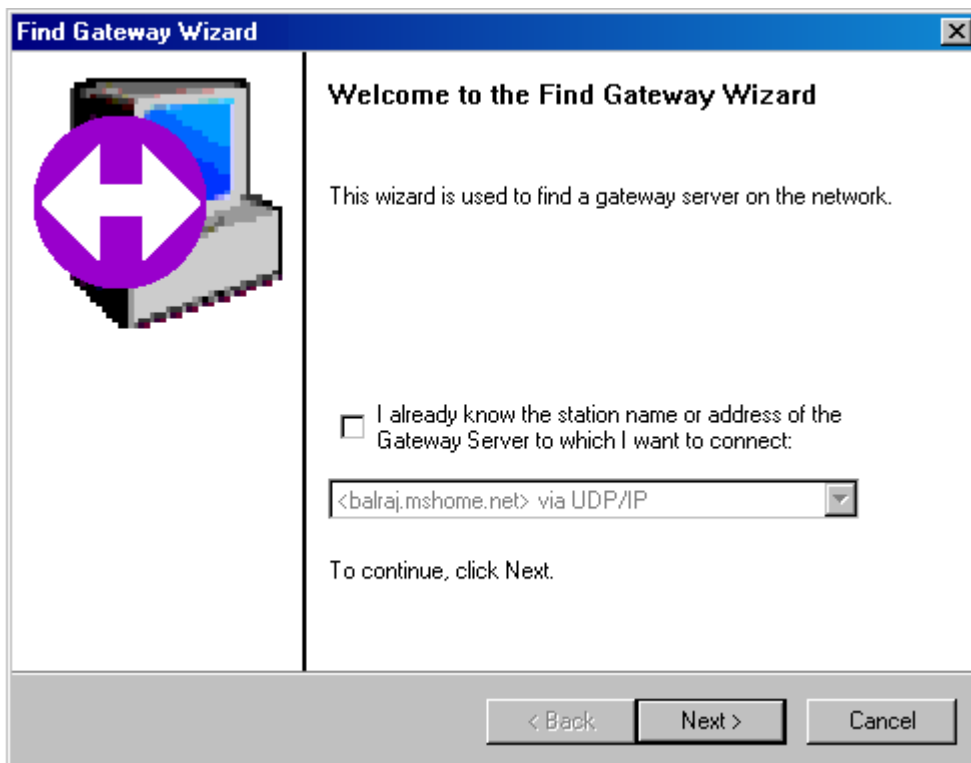 Find Gateway Wizard
Welcome to the Find Gateway Wizard
This wizard is used to find a gateway server on the network.
I already know the station name or address of the
Gateway Server to which I want to connect:
<balraj.mshome.net> via UDP/IP
To continue, click Next.
< Back
Next >
Cancel